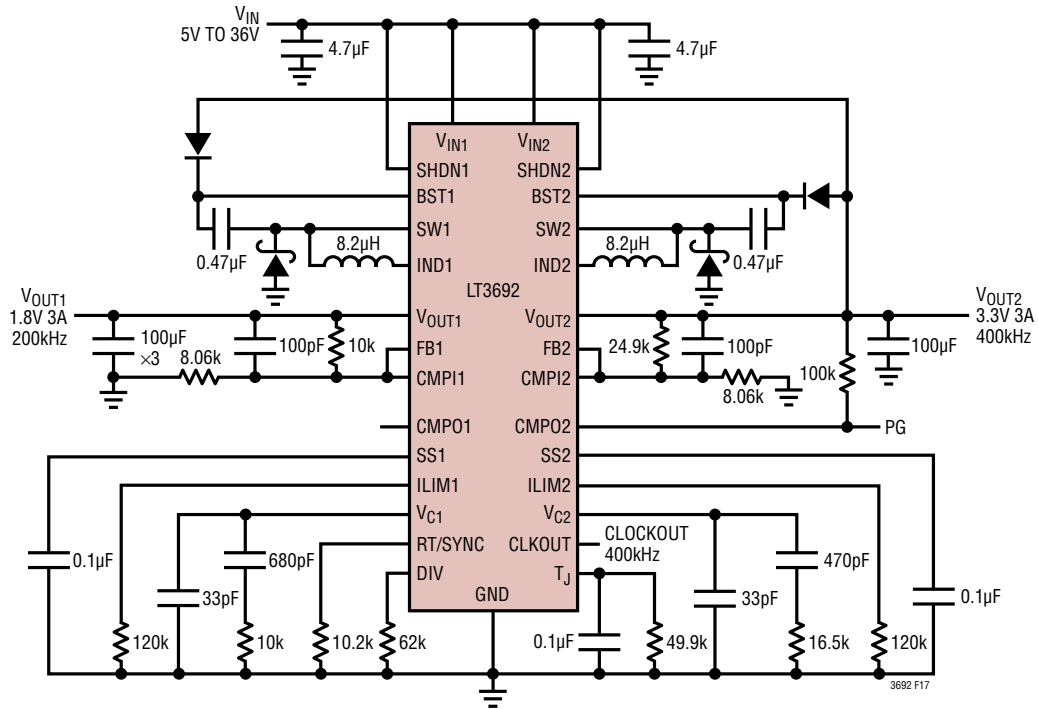 VIN
5V TO 36V
4.7µF
4.7µF
VIN1
VIN2
SHDN1
SHDN2
BST1
BST2
SW1
SW2
0.47µF
8.2µH
8.2µH
0.47µF
IND1
IND2
LT3692
VOUT1
1.8V 3A
200kHz
VOUT1
VOUT2
VOUT2
3.3V 3A
400kHz
100µF
×3
8.06k
100pF
10k
FB1
FB2
24.9k
100pF
100µF
CMPI1
CMPI2
8.06k
100k
CMPO1
CMPO2
PG
SS1
SS2
ILIM1
ILIM2
VC1
VC2
RT/SYNC
CLKOUT
CLOCKOUT
400kHz
0.1µF
680pF
470pF
DIV
TJ
33pF
33pF
0.1µF
GND
120k
10k
10.2k
62k
0.1µF
49.9k
16.5k
120k
3692 F17